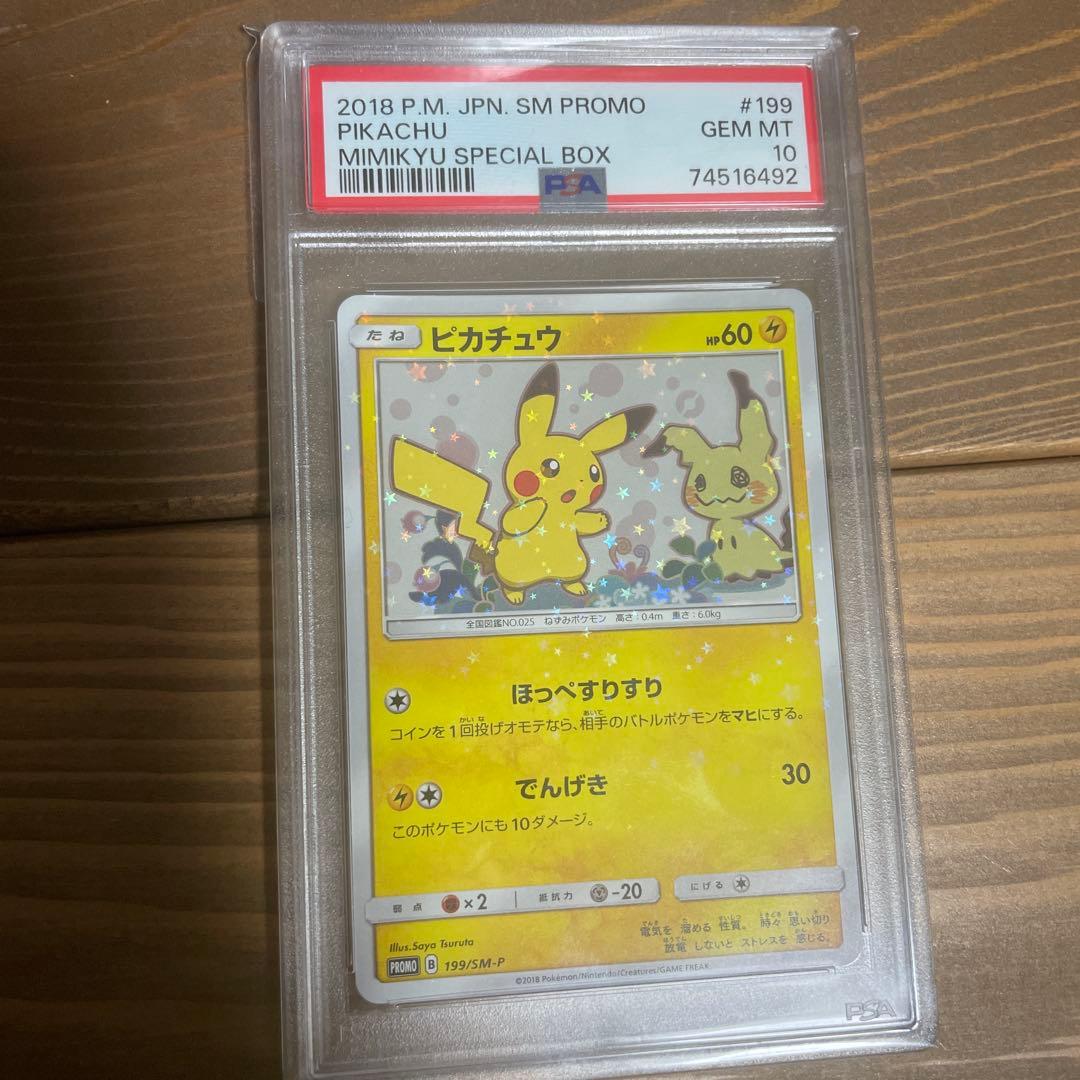 2018 P.M. JPN. SM PROMO #199
PIKACHU GEM MT
MIMIKYU SPECIAL BOX 10
PSA 74516492
たね ピカチュウ HP60
全国図鑑NO.025 ねずみポケモン 高さ:0.4m 重さ:6.0kg
ほっぺすりすり
コインを1回投げオモテなら、相手のバトルポケモンをマヒにする。
でんげき 30
このポケモンにも10ダメージ。
弱点 ×2 抵抗力 -20 にげる
電気を 溜める 性質。 時々 思い切り
放電 しないと ストレスを 感じる。
Illus.Saya Tsuruta
PROMO B 199/SM-P
©2018 Pokémon/Nintendo/Creatures/GAME FREAK
PSA